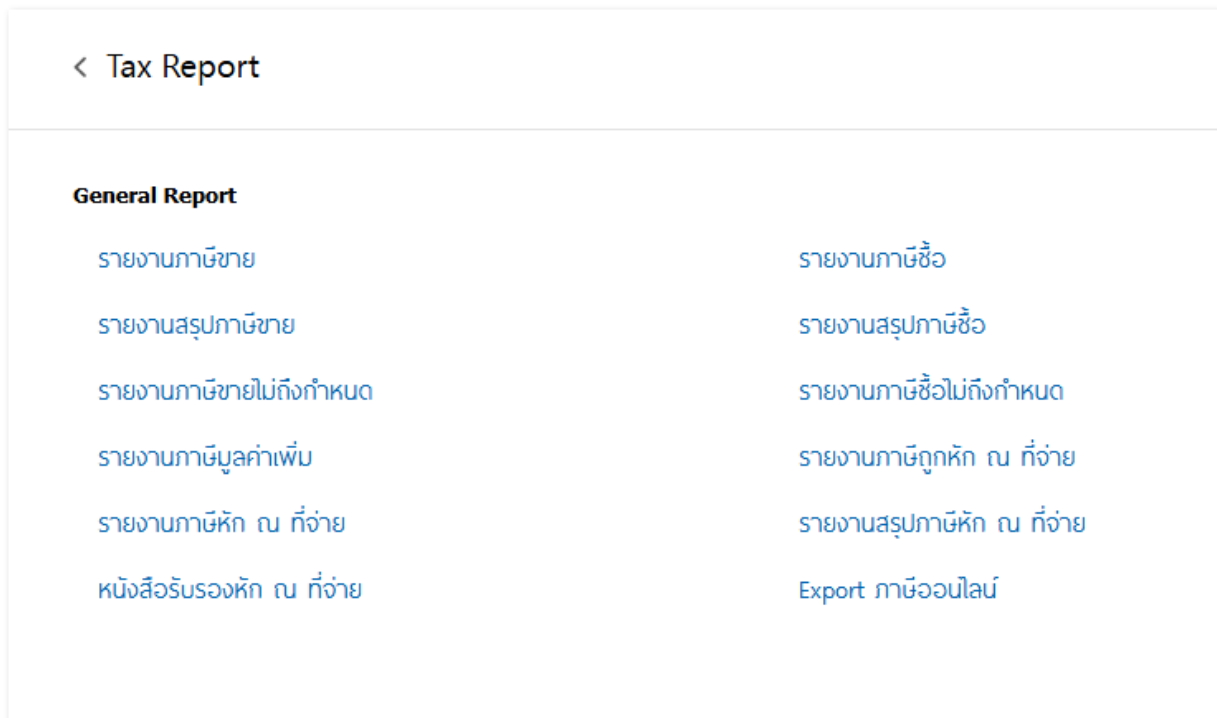 Tax Report
General Report
รายงานภาษีขาย
รายงานภาษีซื้อ
รายงานสรุปภาษีขาย
รายงานสรุปภาษีซื้อ
รายงานภาษีขายไม่ถึงกำหนด
รายงานภาษีซื้อไม่ถึงกำหนด
รายงานภาษีมูลค่าเพิ่ม
รายงานภาษีถูกหัก ณ ที่จ่าย
รายงานภาษีหัก ณ ที่จ่าย
รายงานสรุปภาษีหัก ณ ที่จ่าย
หนังสือรับรองหัก ณ ที่จ่าย
Export ภาษีออนไลน์